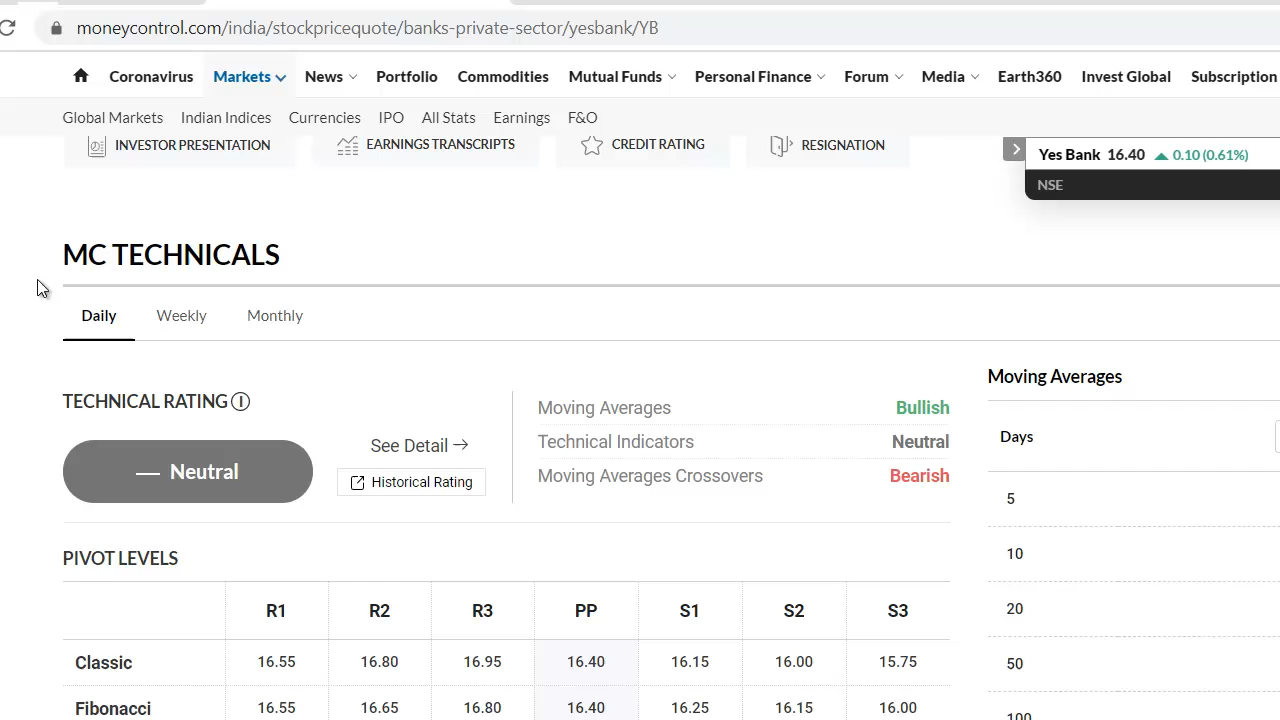 moneycontrol.com/india/stockpricequote/banks-private-sector/yesbank/YB
Coronavirus Markets News Portfolio Commodities Mutual Funds Personal Finance Forum Media Earth360 Invest Global Subscription
Global Markets Indian Indices Currencies IPO All Stats Earnings F&O
INVESTOR PRESENTATION EARNINGS TRANSCRIPTS CREDIT RATING RESIGNATION
Yes Bank 16.40 0.10 (0.61%)
NSE
MC TECHNICALS
Daily Weekly Monthly
TECHNICAL RATING
Neutral
See Detail
Historical Rating
Moving Averages Bullish
Technical Indicators Neutral
Moving Averages Crossovers Bearish
PIVOT LEVELS
R1 R2 R3 PP S1 S2 S3
Classic 16.55 16.80 16.95 16.40 16.15 16.00 15.75
Fibonacci 16.55 16.65 16.80 16.40 16.25 16.15 16.00
Moving Averages
Days
5
10
20
50
100